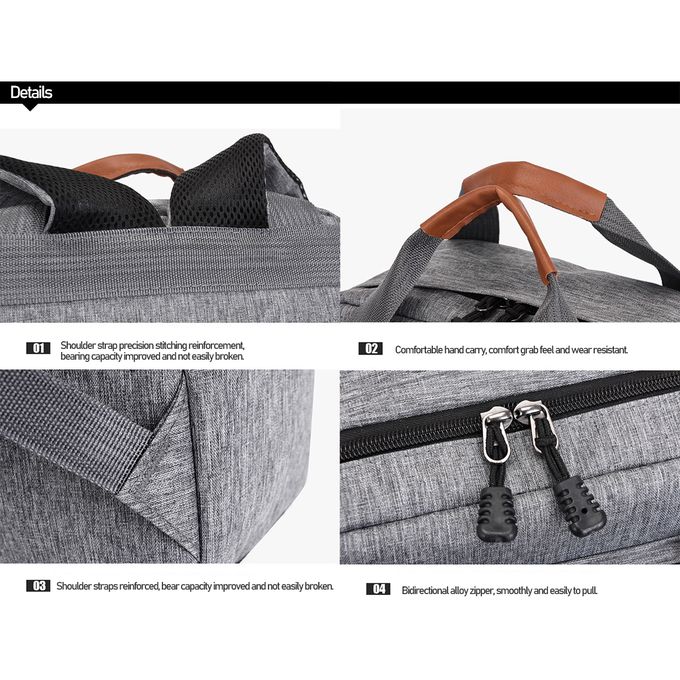 Details
01
Shoulder strap precision stitching reinforcement,
bearing capacity improved and not easily broken.
02
Comfortable hand carry, comfort grab feel and wear resistant.
03
Shoulder straps reinforced, bear capacity improved and not easily broken.
04
Bidirectional alloy zipper, smoothly and easily to pull.